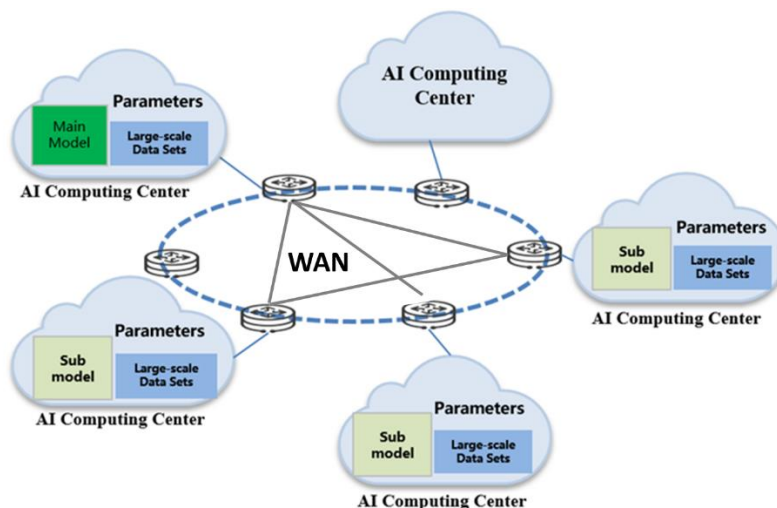 AI Computing
Center
Parameters
Main
Model
Large-scale
Data Sets
AI Computing Center
Parameters
Sub
model
Large-scale
Data Sets
AI Computing Center
WAN
Parameters
Sub
model
Large-scale
Data Sets
AI Computing Center
Parameters
Sub
model
Large-scale
Data Sets
AI Computing Center